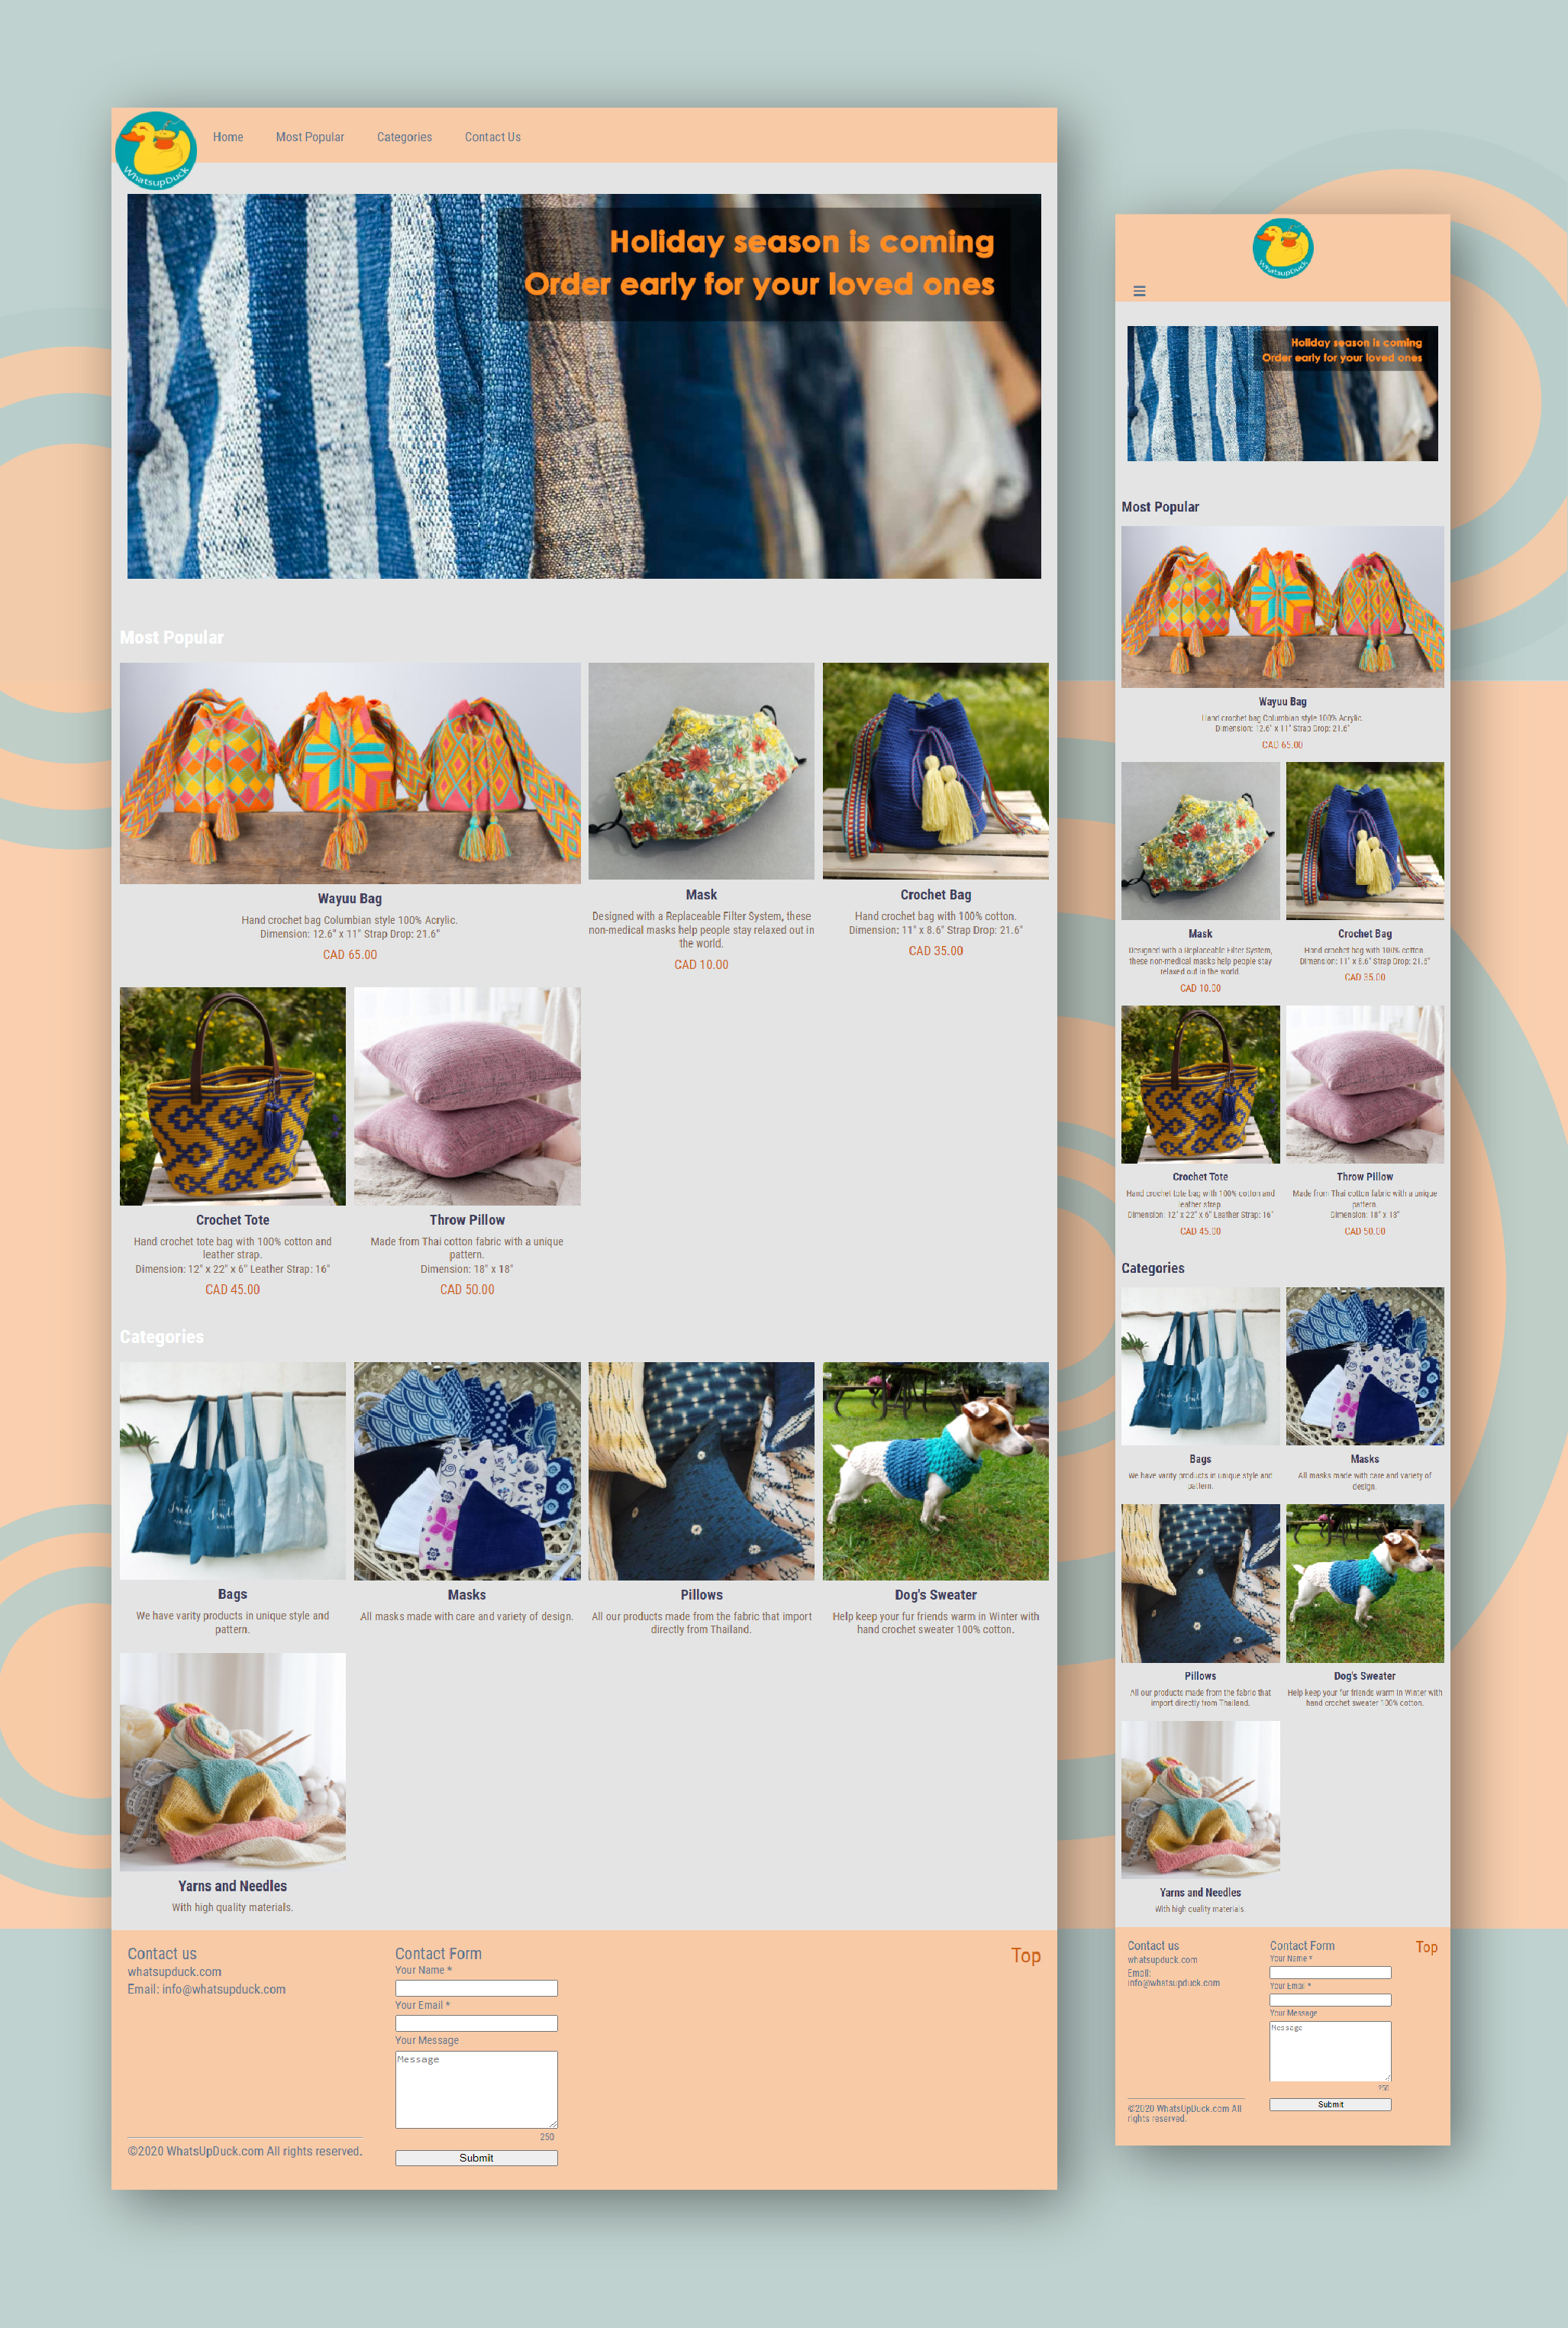 WhatsupDuck
Home Most Popular Categories Contact Us
Holiday season is coming
Order early for your loved ones
Most Popular
Wayuu Bag
Hand crochet bag Columbian style 100% Acrylic.
Dimension: 12.6" x 11" Strap Drop: 21.6"
CAD 65.00
Mask
Designed with a Replaceable Filter System, these
non-medical masks help people stay relaxed out in
the world.
CAD 10.00
Crochet Bag
Hand crochet bag with 100% cotton.
Dimension: 11" x 8.6" Strap Drop: 21.6"
CAD 35.00
Crochet Tote
Hand crochet tote bag with 100% cotton and
leather strap.
Dimension: 12" x 22" x 6" Leather Strap: 16"
CAD 45.00
Throw Pillow
Made from Thai cotton fabric with a unique
pattern.
Dimension: 18" x 18"
CAD 50.00
Categories
Bags
We have varity products in unique style and
pattern.
Masks
All masks made with care and variety of design.
Pillows
All our products made from the fabric that import
directly from Thailand.
Dog's Sweater
Help keep your fur friends warm in Winter with
hand crochet sweater 100% cotton.
Yarns and Needles
With high quality materials.
Contact us
whatsupduck.com
Email: info@whatsupduck.com
©2020 WhatsUpDuck.com All rights reserved.
Contact Form
Your Name *
Your Email *
Your Message
Message
250
Submit
Top
WhatsupDuck
Holiday season is coming
Order early for your loved ones
Most Popular
Wayuu Bag
Hand crochet bag Columbian style 100% Acrylic.
Dimension: 12.6" x 11" Strap Drop: 21.6"
CAD 65.00
Mask
Designed with a Replaceable Filter System,
these non-medical masks help people stay
relaxed out in the world.
CAD 10.00
Crochet Bag
Hand crochet bag with 100% cotton.
Dimension: 11" x 8.6" Strap Drop: 21.6"
CAD 35.00
Crochet Tote
Hand crochet tote bag with 100% cotton and
leather strap.
Dimension: 12" x 22" x 6" Leather Strap: 16"
CAD 45.00
Throw Pillow
Made from Thai cotton fabric with a unique
pattern.
Dimension: 18" x 18"
CAD 50.00
Categories
Bags
We have varity products in unique style and
pattern.
Masks
All masks made with care and variety of
design.
Pillows
All our products made from the fabric that
import directly from Thailand.
Dog's Sweater
Help keep your fur friends warm in Winter with
hand crochet sweater 100% cotton.
Yarns and Needles
With high quality materials.
Contact us
whatsupduck.com
Email:
info@whatsupduck.com
©2020 WhatsUpDuck.com All
rights reserved.
Contact Form
Your Name *
Your Email *
Your Message
Message
250
Submit
Top